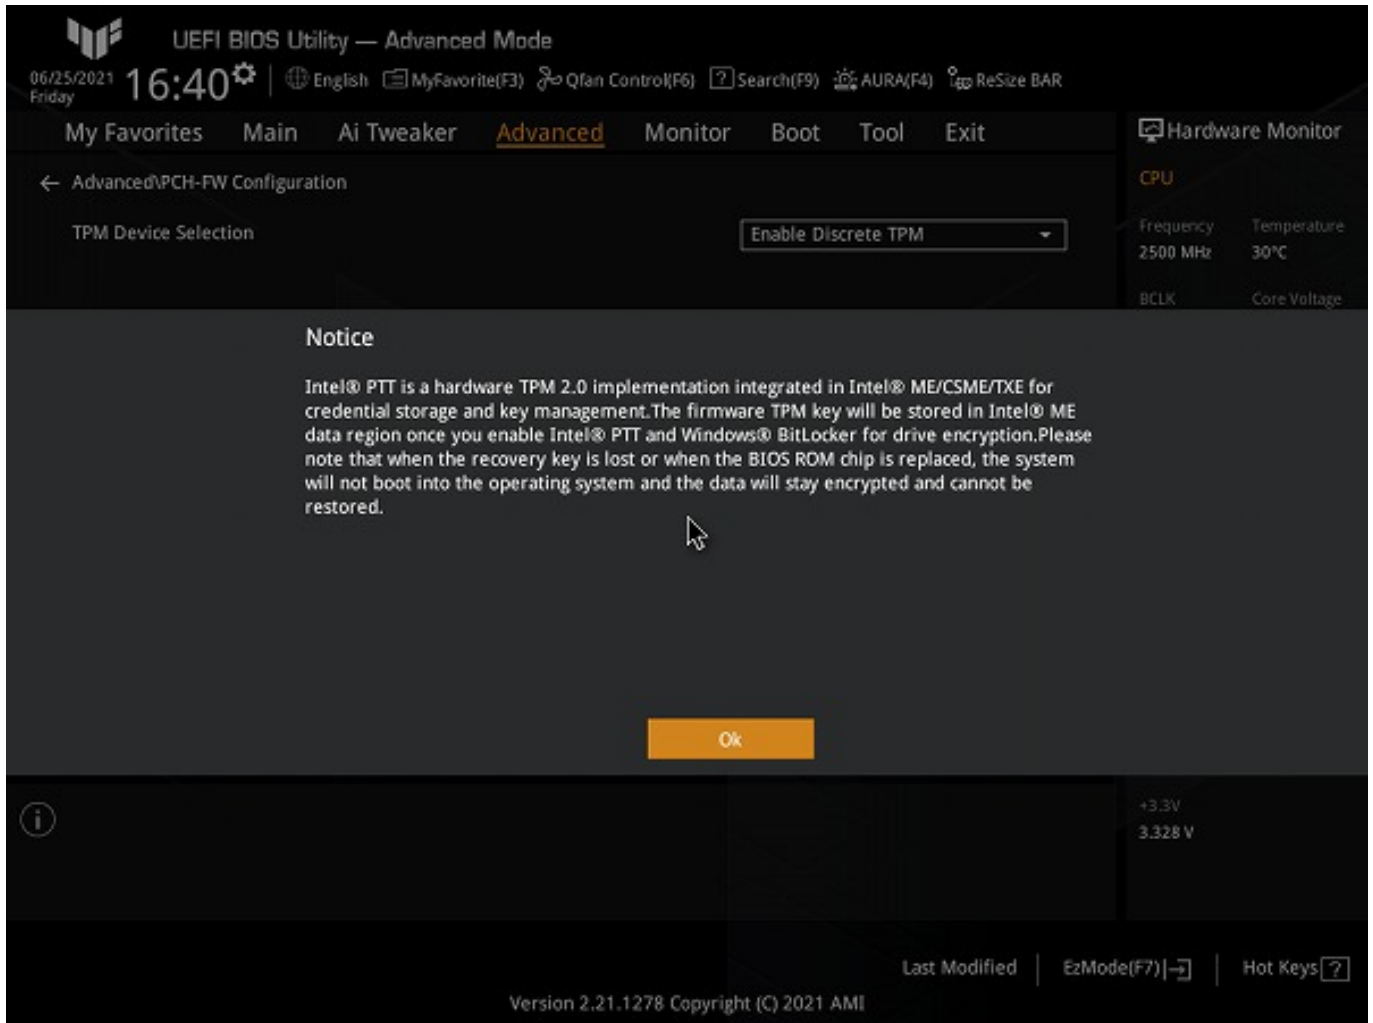 UEFI BIOS Utility — Advanced Mode
06/25/2021
Friday
16:40
English
MyFavorite(F3)
Qfan Control(F6)
Search(F9)
AURA(F4)
ReSize BAR
My Favorites
Main
Ai Tweaker
Advanced
Monitor
Boot
Tool
Exit
Hardware Monitor
← Advanced\PCH-FW Configuration
CPU
TPM Device Selection
Enable Discrete TPM
Frequency
Temperature
2500 MHz
30°C
BCLK
Core Voltage
Notice
Intel® PTT is a hardware TPM 2.0 implementation integrated in Intel® ME/CSME/TXE for
credential storage and key management.The firmware TPM key will be stored in Intel® ME
data region once you enable Intel® PTT and Windows® BitLocker for drive encryption.Please
note that when the recovery key is lost or when the BIOS ROM chip is replaced, the system
will not boot into the operating system and the data will stay encrypted and cannot be
restored.
Ok
+3.3V
3.328 V
Last Modified
EzMode(F7)
Hot Keys ?
Version 2.21.1278 Copyright (C) 2021 AMI